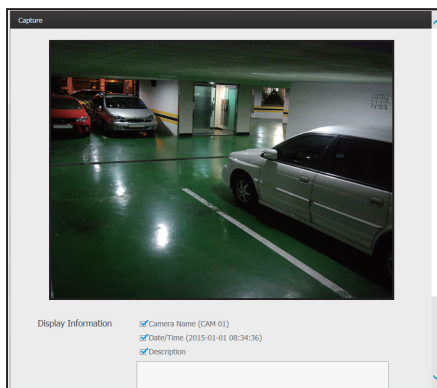 Capture
Display Information
Camera Name (CAM 01)
Date/Time (2015-01-01 08:34:36)
Description